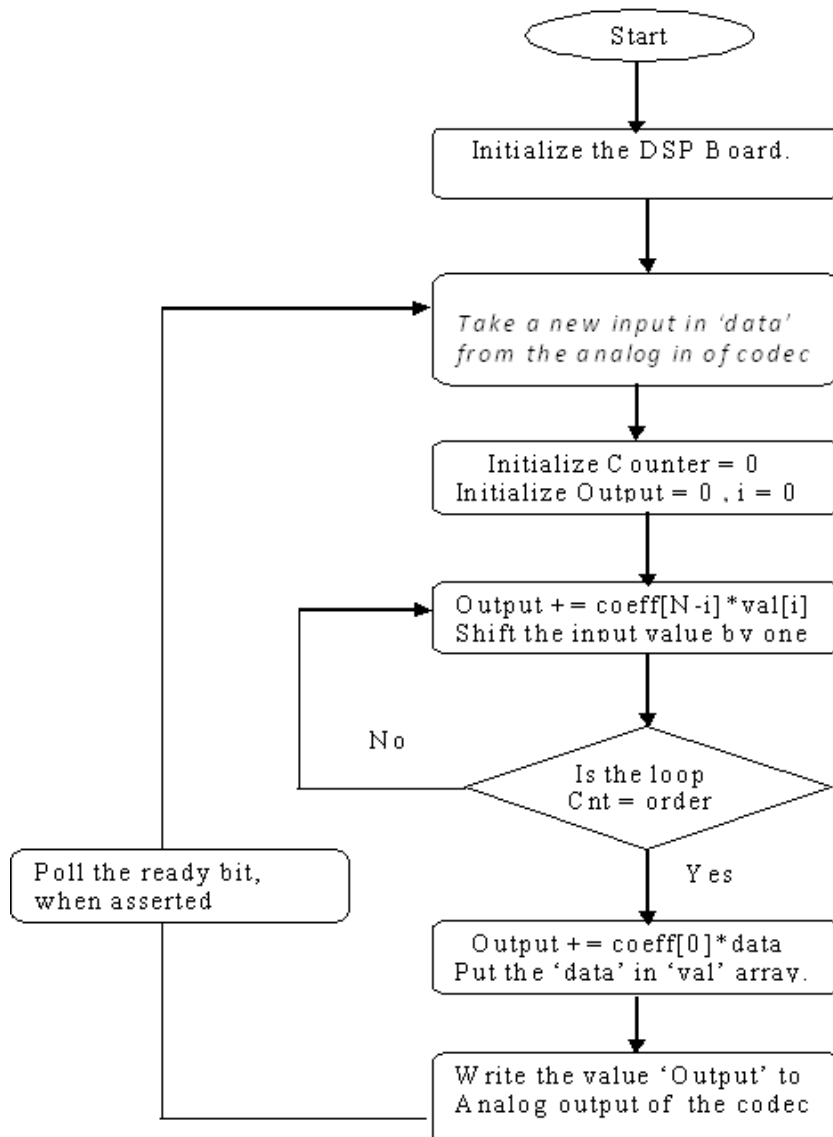 Start
Initialize the DSP Board.
Take a new input in ‘data’
from the analog in of codec
Initialize Counter = 0
Initialize Output = 0 , i = 0
Output += coeff[N-i]*val[i]
Shift the input value by one
No
Is the loop
Cnt = order
Poll the ready bit,
when asserted
Yes
Output += coeff[0]*data
Put the ‘data’ in ‘val’ array.
Write the value ‘Output’ to
Analog output of the codec